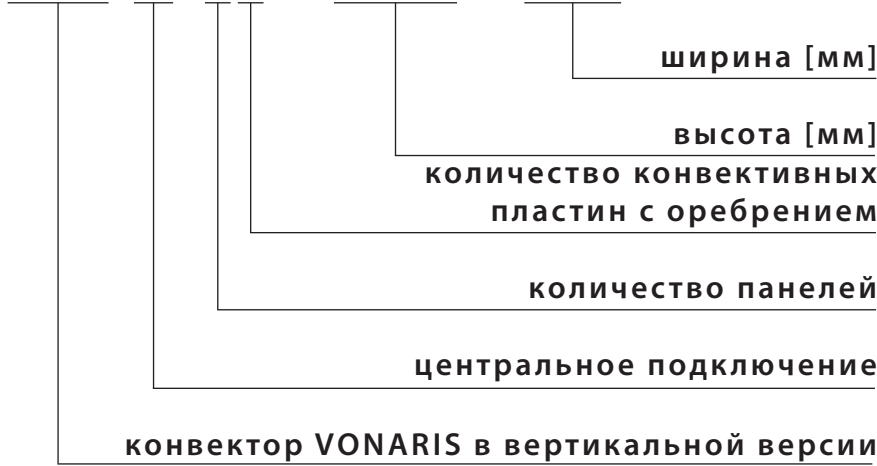 ширина [мм]
высота [мм]
количество конвективных
пластин с оребрением
количество панелей
центральное подключение
конвектор VONARIS в вертикальной версии